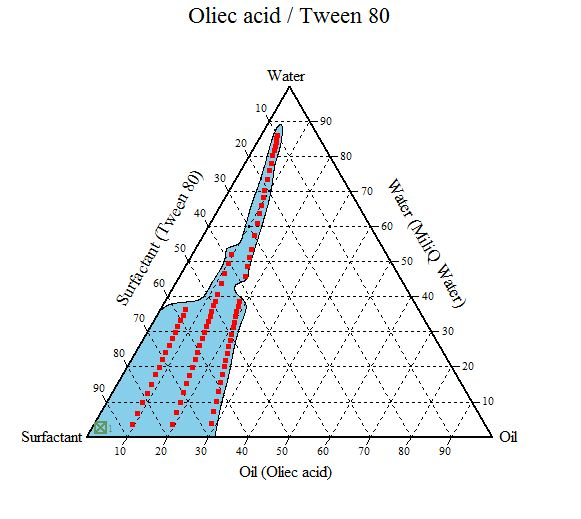 Oliec acid / Tween 80
Water
10
90
20
80
30
70
40
60
50
50
60
40
70
30
80
20
90
10
Surfactant (Tween 80)
Water (MiliQ Water)
Surfactant
Oil
10 20 30 40 50 60 70 80 90
Oil (Oliec acid)